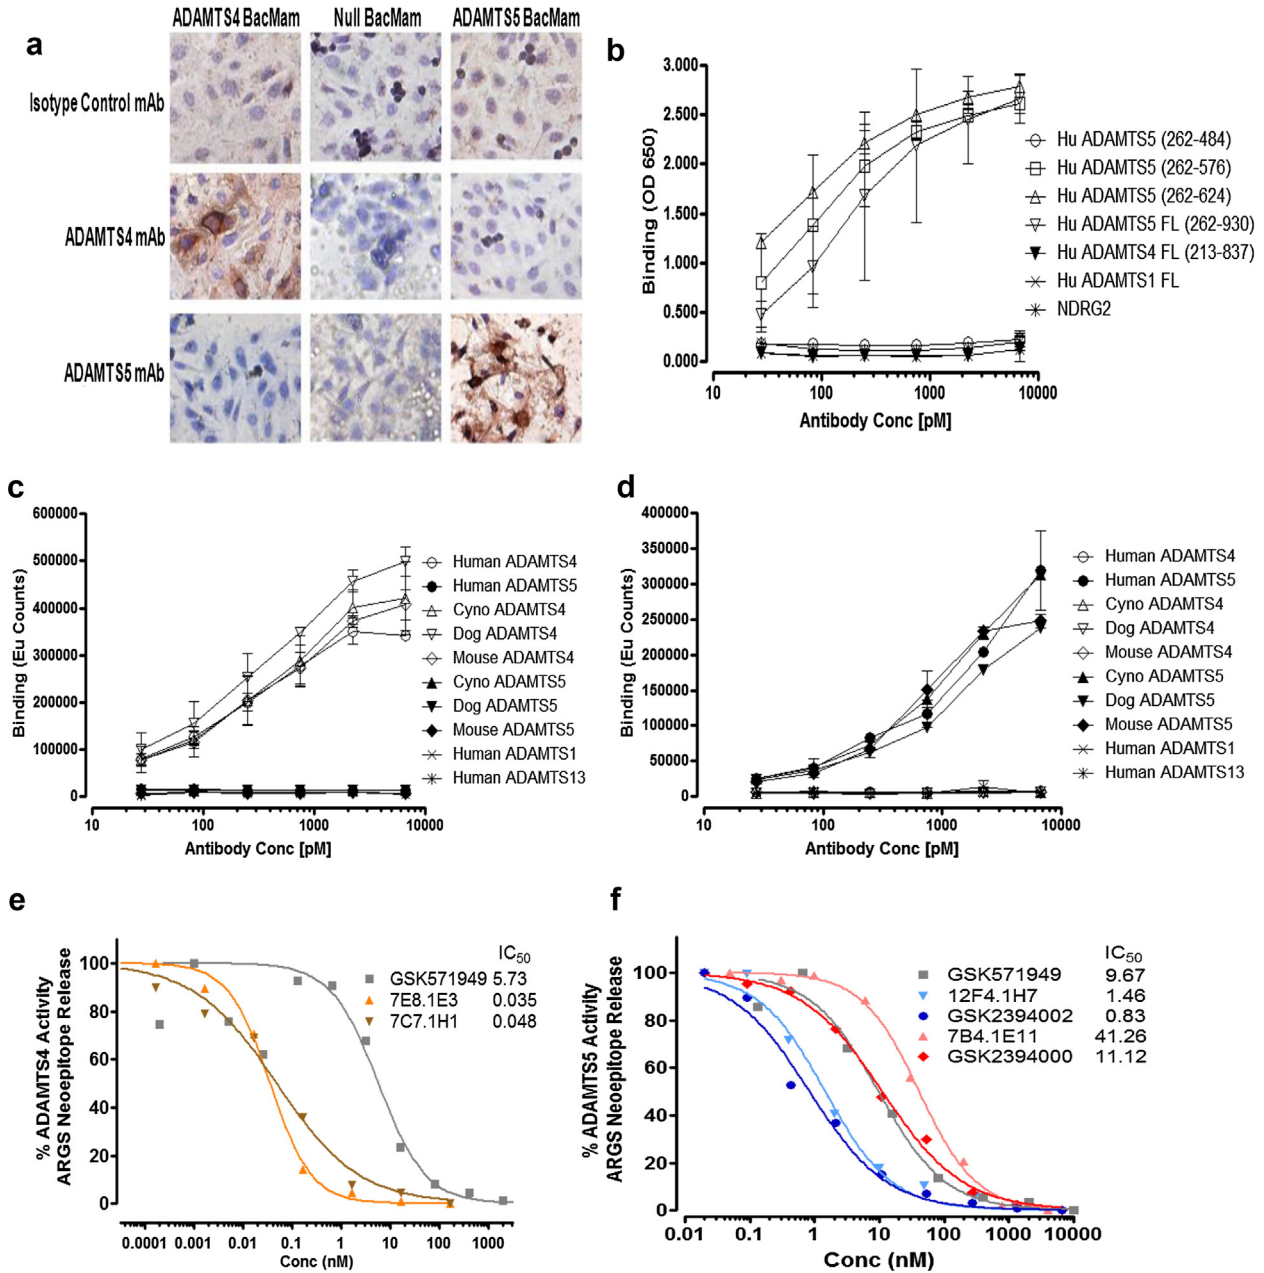 a
ADAMTS4 BacMam Null BacMam ADAMTS5 BacMam
Isotype Control mAb
ADAMTS4 mAb
ADAMTS5 mAb
b
3.000
2.500
2.000
1.500
1.000
0.500
0.000
Binding (OD 650)
10 100 1000 10000
Antibody Conc [pM]
Hu ADAMTS5 (262-484)
Hu ADAMTS5 (262-576)
Hu ADAMTS5 (262-624)
Hu ADAMTS5 FL (262-930)
Hu ADAMTS4 FL (213-837)
Hu ADAMTS1 FL
NDRG2
c
600000
500000
400000
300000
200000
100000
0
Binding (Eu Counts)
10 100 1000 10000
Antibody Conc [pM]
Human ADAMTS4
Human ADAMTS5
Cyno ADAMTS4
Dog ADAMTS4
Mouse ADAMTS4
Cyno ADAMTS5
Dog ADAMTS5
Mouse ADAMTS5
Human ADAMTS1
Human ADAMTS13
d
400000
350000
300000
250000
200000
150000
100000
50000
0
Binding (Eu Counts)
10 100 1000 10000
Antibody Conc [pM]
Human ADAMTS4
Human ADAMTS5
Cyno ADAMTS4
Dog ADAMTS4
Mouse ADAMTS4
Cyno ADAMTS5
Dog ADAMTS5
Mouse ADAMTS5
Human ADAMTS1
Human ADAMTS13
e
% ADAMTS4 Activity
ARGS Neoepitope Release
100
80
60
40
20
0
0.0001 0.001 0.01 0.1 1 10 100 1000
Conc (nM)
IC50
GSK571949 5.73
7E8.1E3 0.035
7C7.1H1 0.048
f
% ADAMTS5 Activity
ARGS Neoepitope Release
100
80
60
40
20
0
0.01 0.1 1 10 100 1000 10000
Conc (nM)
IC50
GSK571949 9.67
12F4.1H7 1.46
GSK2394002 0.83
7B4.1E11 41.26
GSK2394000 11.12